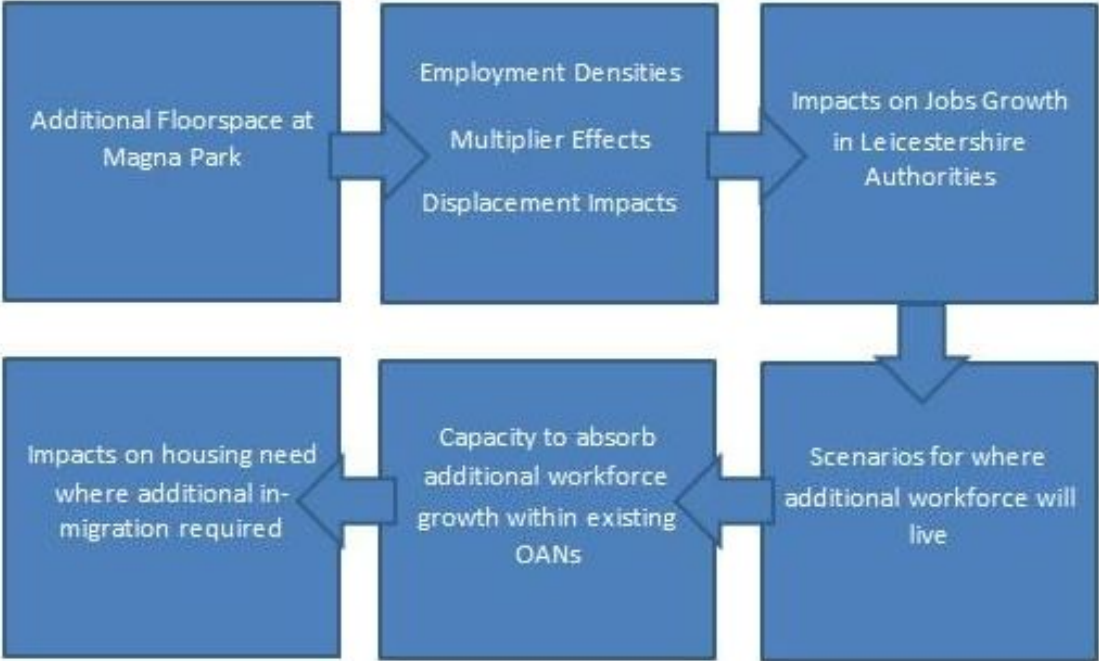 Additional Floorspace at
Magna Park
Employment Densities
Multiplier Effects
Displacement Impacts
Impacts on Jobs Growth
in Leicestershire
Authorities
Scenarios for where
additional workforce will
live
Capacity to absorb
additional workforce
growth within existing
OANs
Impacts on housing need
where additional in-
migration required